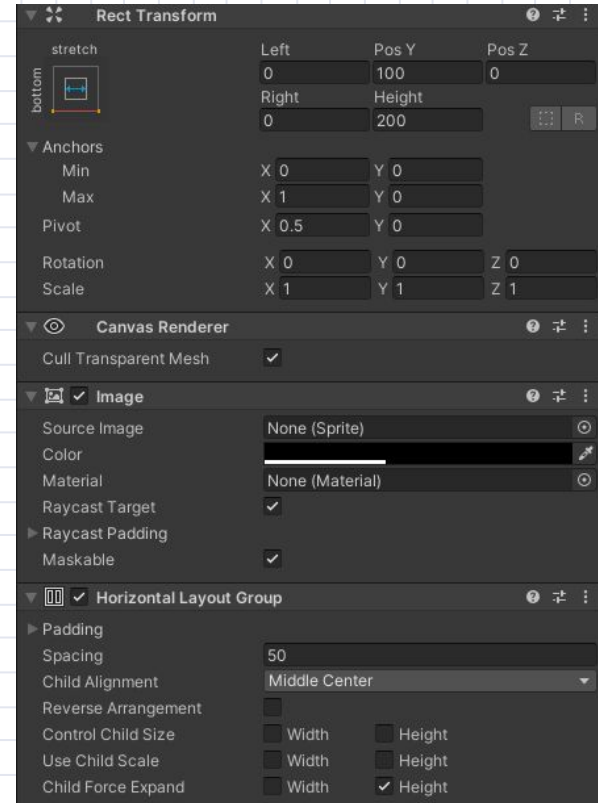 Rect Transform
stretch
Left Pos Y Pos Z
0 100 0
bottom
Right Height
0 200
R
Anchors
Min X 0 Y 0
Max X 1 Y 0
Pivot X 0.5 Y 0
Rotation X 0 Y 0 Z 0
Scale X 1 Y 1 Z 1
Canvas Renderer
Cull Transparent Mesh
Image
Source Image None (Sprite)
Color
Material None (Material)
Raycast Target
Raycast Padding
Maskable
Horizontal Layout Group
Padding
Spacing 50
Child Alignment Middle Center
Reverse Arrangement
Control Child Size Width Height
Use Child Scale Width Height
Child Force Expand Width Height